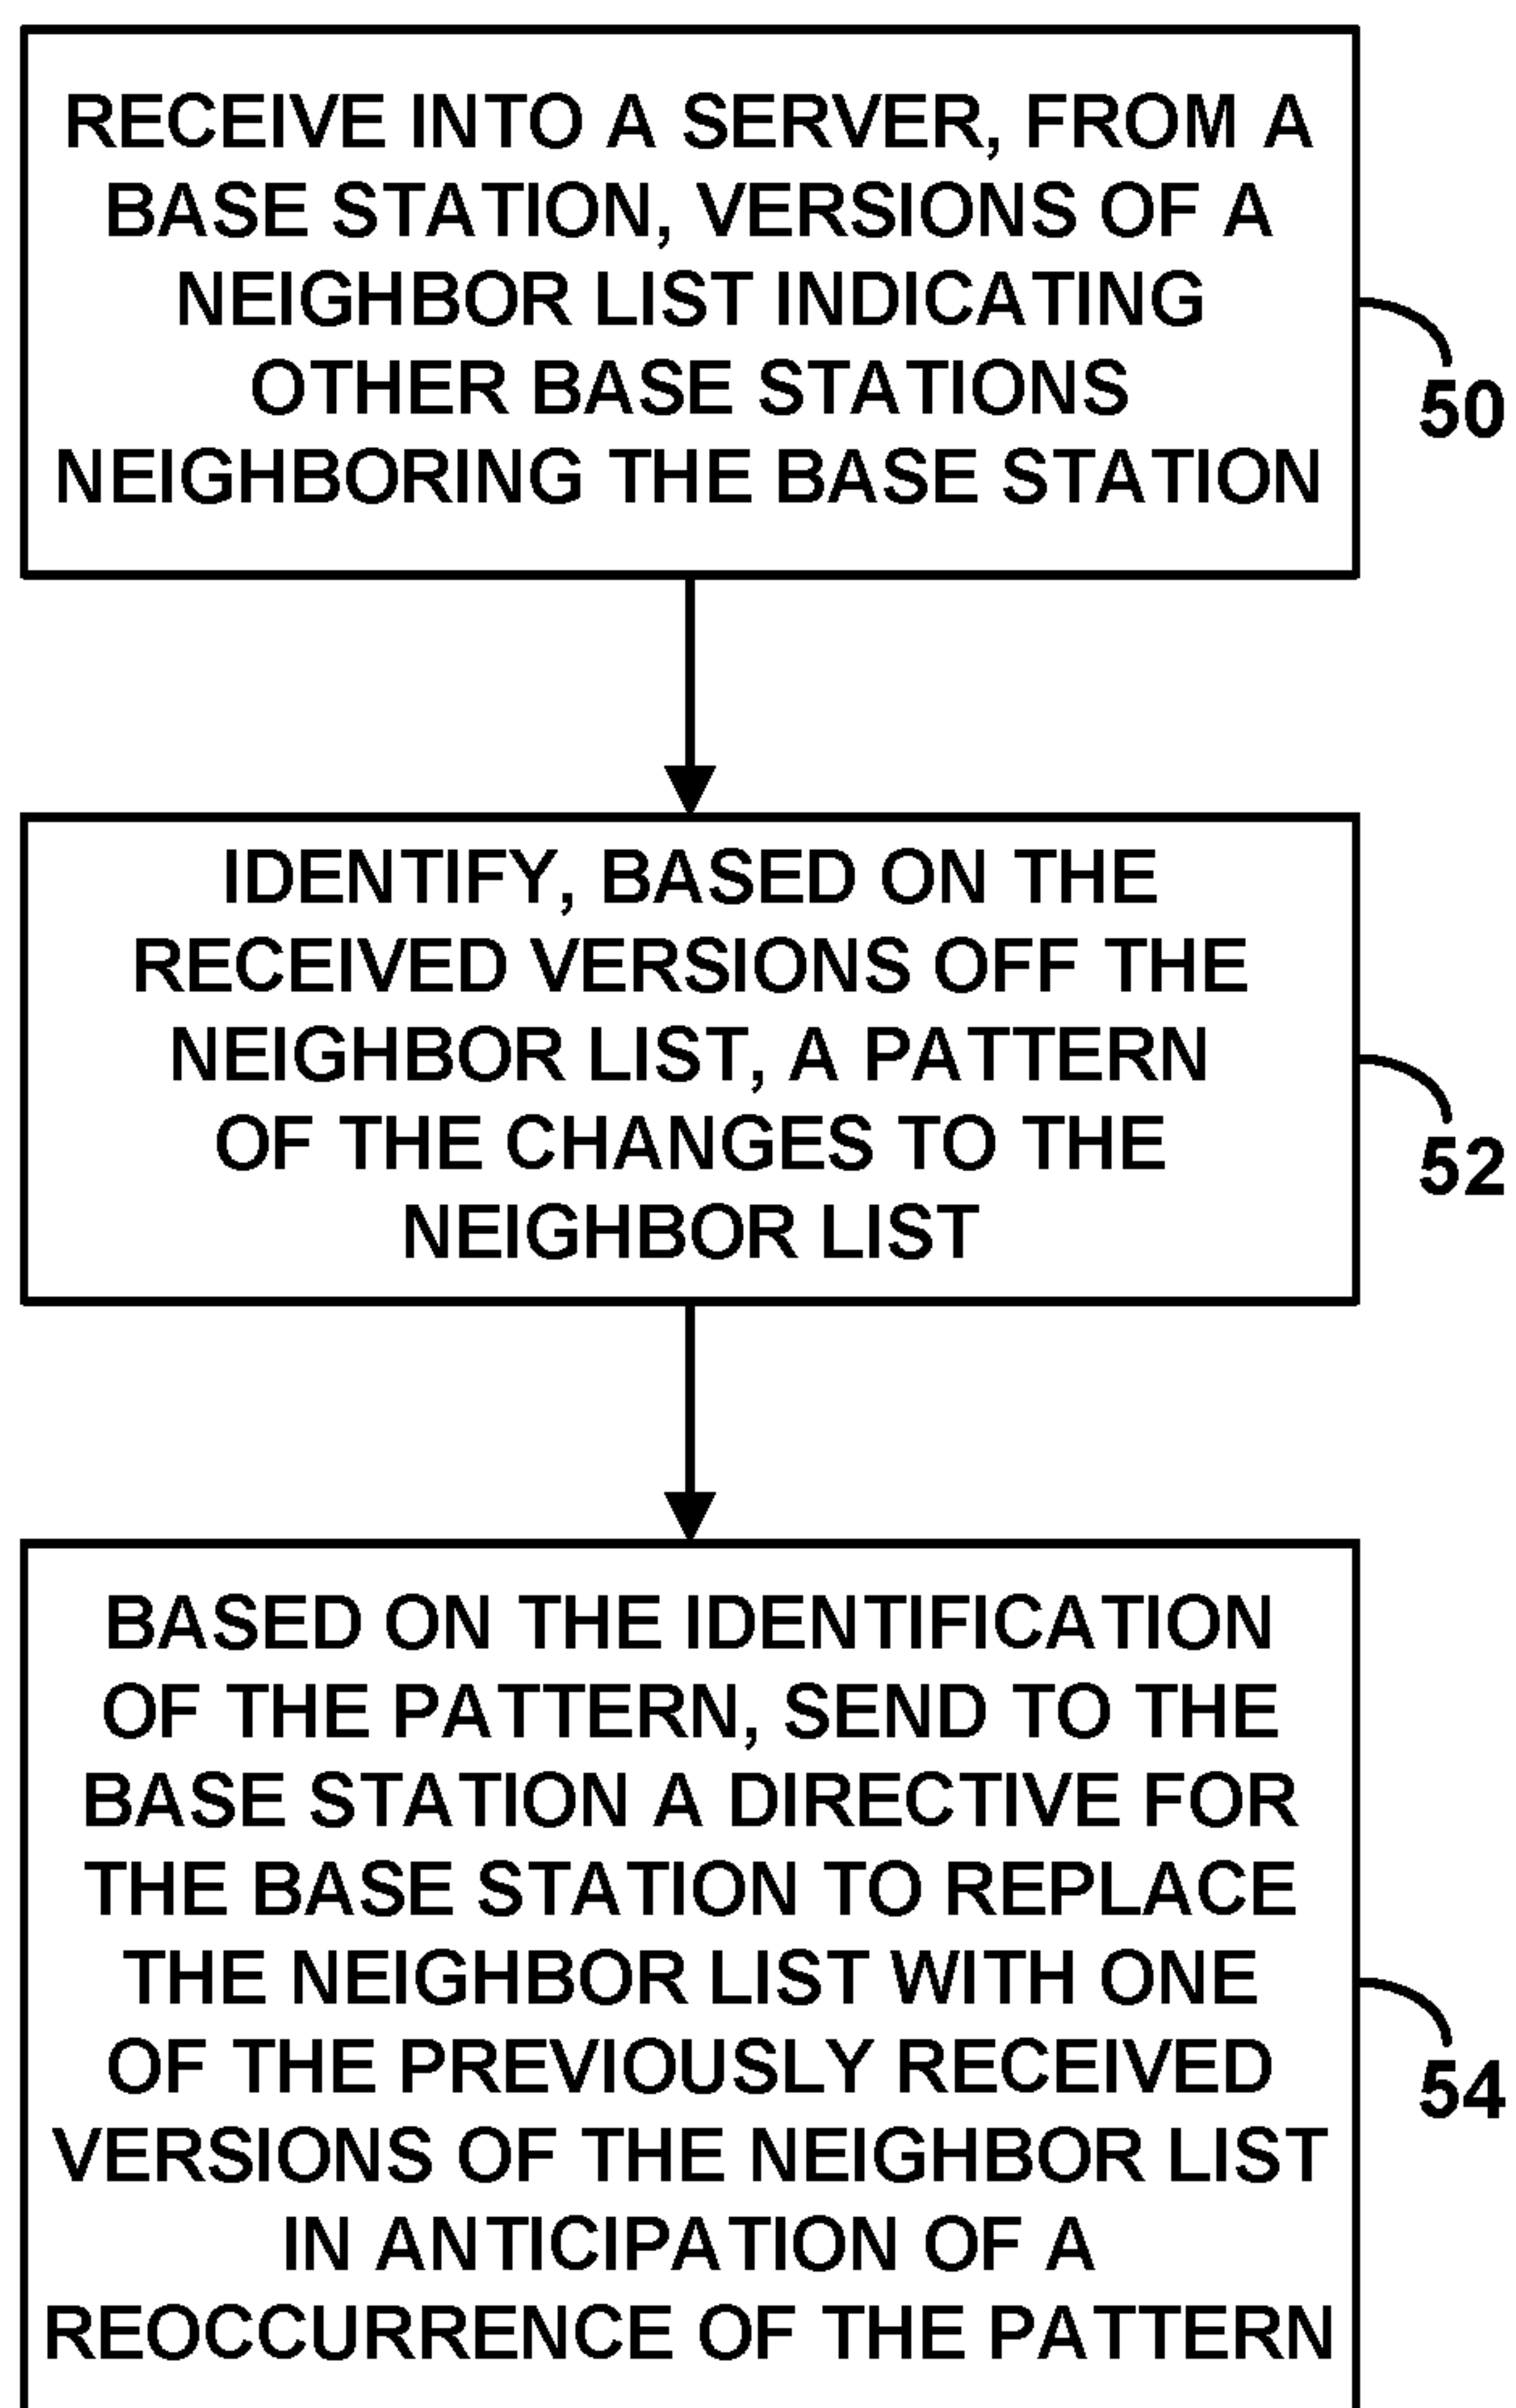 RECEIVE INTO A SERVER, FROM A
BASE STATION, VERSIONS OF A
NEIGHBOR LIST INDICATING
OTHER BASE STATIONS
NEIGHBORING THE BASE STATION
50
IDENTIFY, BASED ON THE
RECEIVED VERSIONS OFF THE
NEIGHBOR LIST, A PATTERN
OF THE CHANGES TO THE
NEIGHBOR LIST
52
BASED ON THE IDENTIFICATION
OF THE PATTERN, SEND TO THE
BASE STATION A DIRECTIVE FOR
THE BASE STATION TO REPLACE
THE NEIGHBOR LIST WITH ONE
OF THE PREVIOUSLY RECEIVED
VERSIONS OF THE NEIGHBOR LIST
IN ANTICIPATION OF A
REOCCURRENCE OF THE PATTERN
54